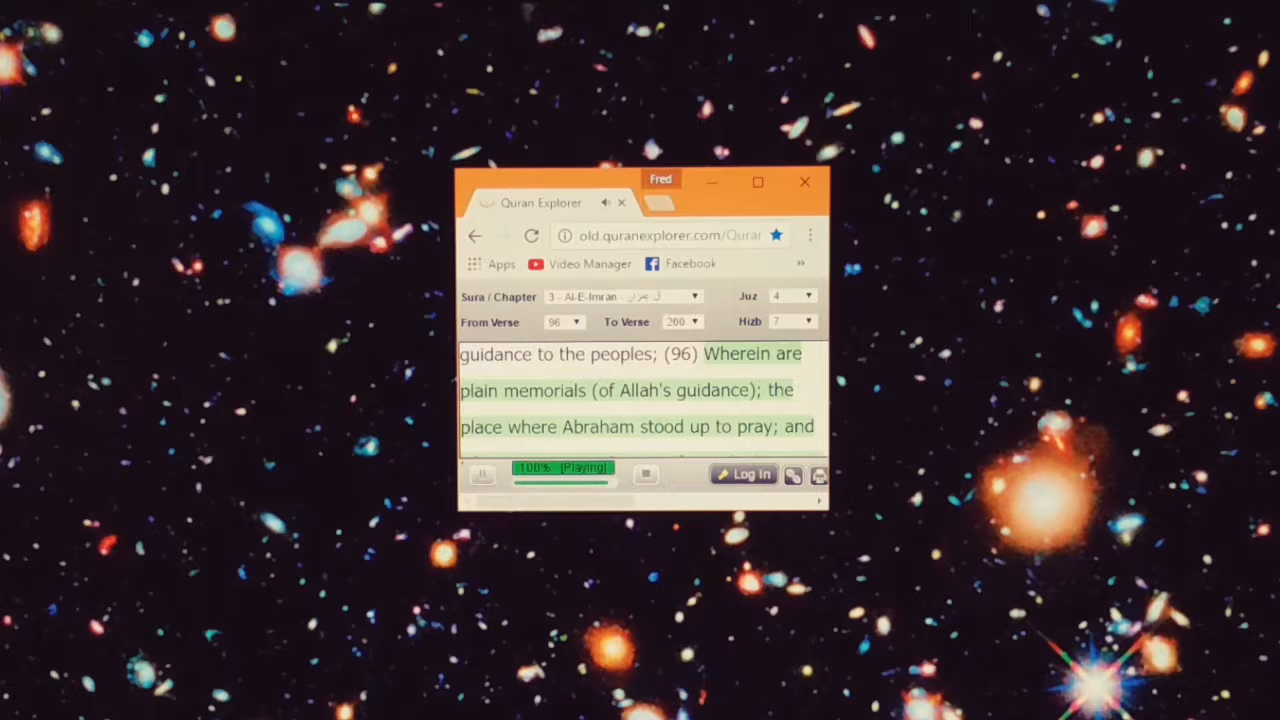 Fred
Quran Explorer
old.quranexplorer.com/Quran
Apps Video Manager Facebook »
Sura / Chapter 3 - Al-E-Imran - Juz 4
From Verse 96 To Verse 200 Hizb 7
guidance to the peoples; (96) Wherein are
plain memorials (of Allah's guidance); the
place where Abraham stood up to pray; and
100% [Playing] Log in